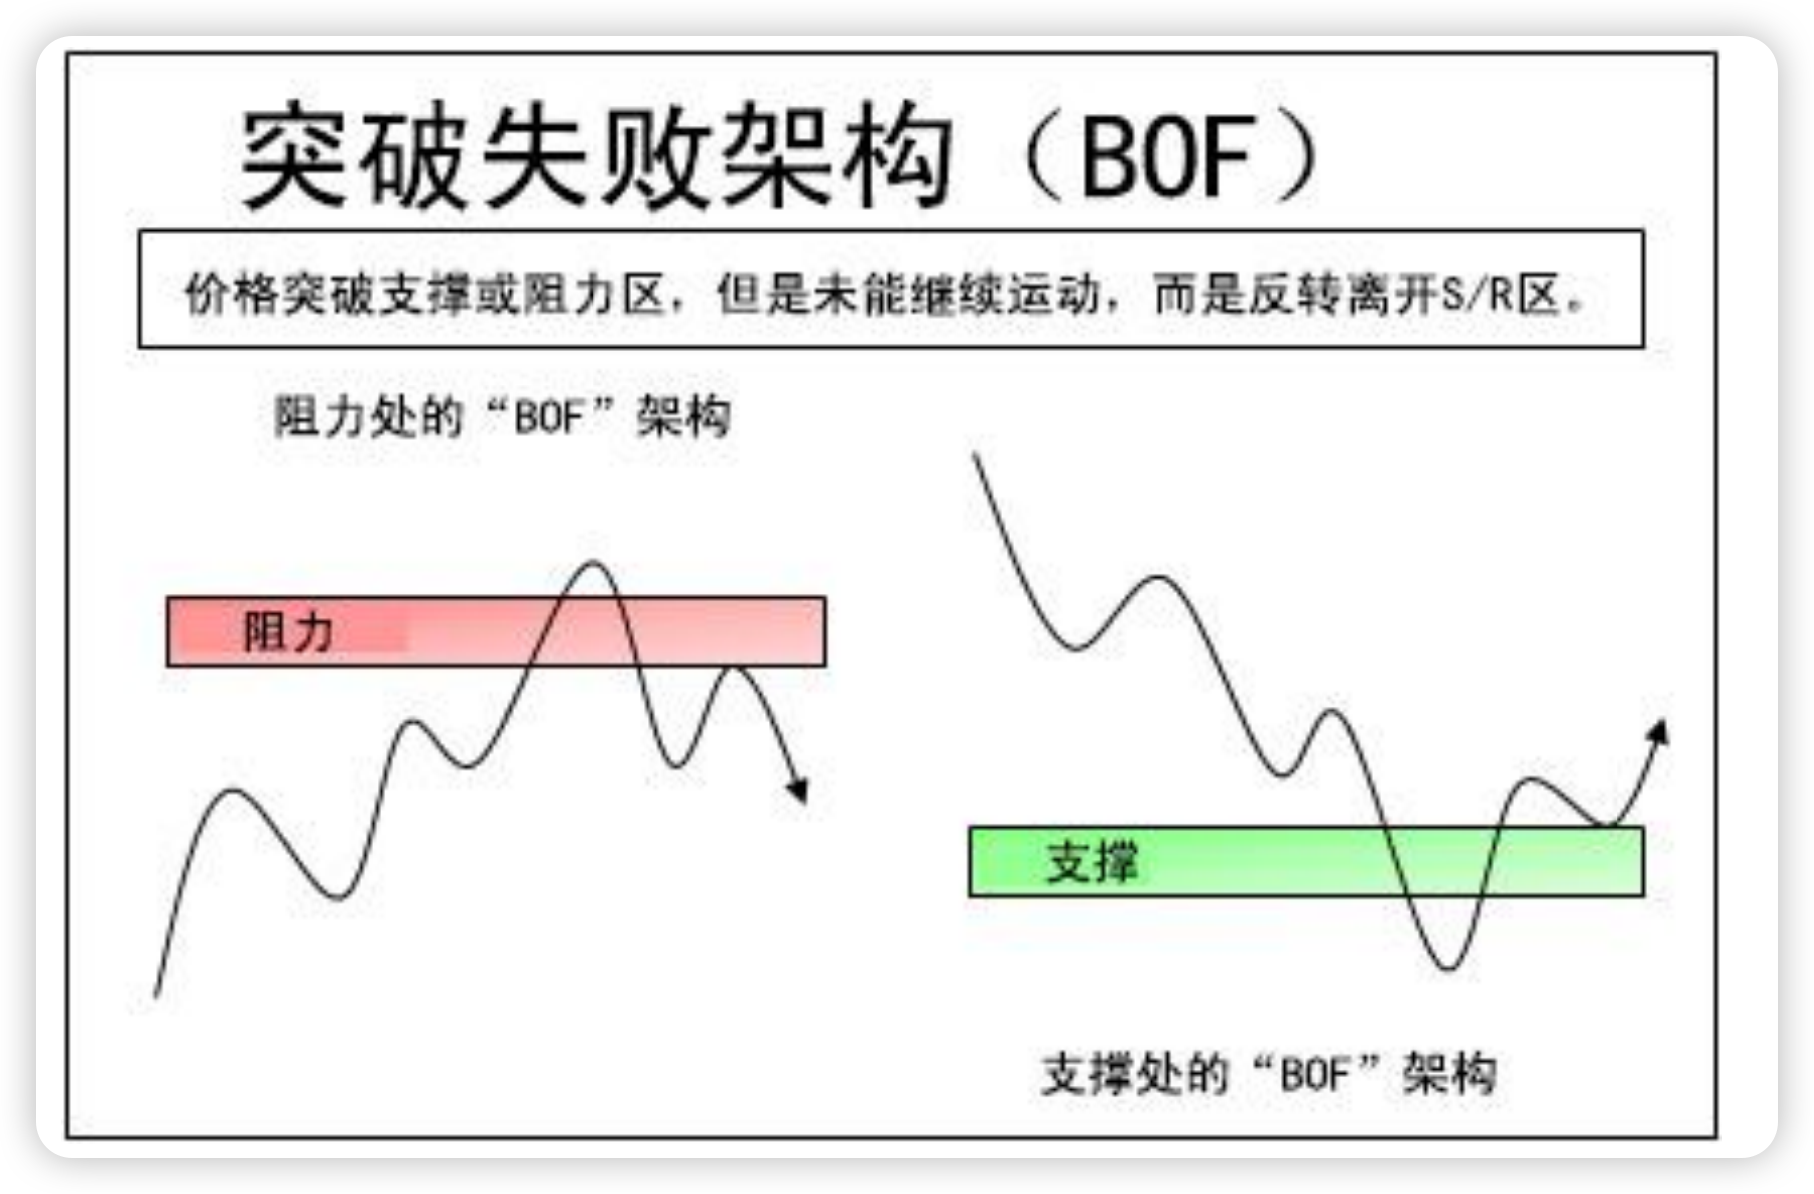 突破失败架构（BOF）
价格突破支撑或阻力区，但是未能继续运动，而是反转离开S/R区。
阻力处的“BOF”架构
阻力
支撑
支撑处的“BOF”架构